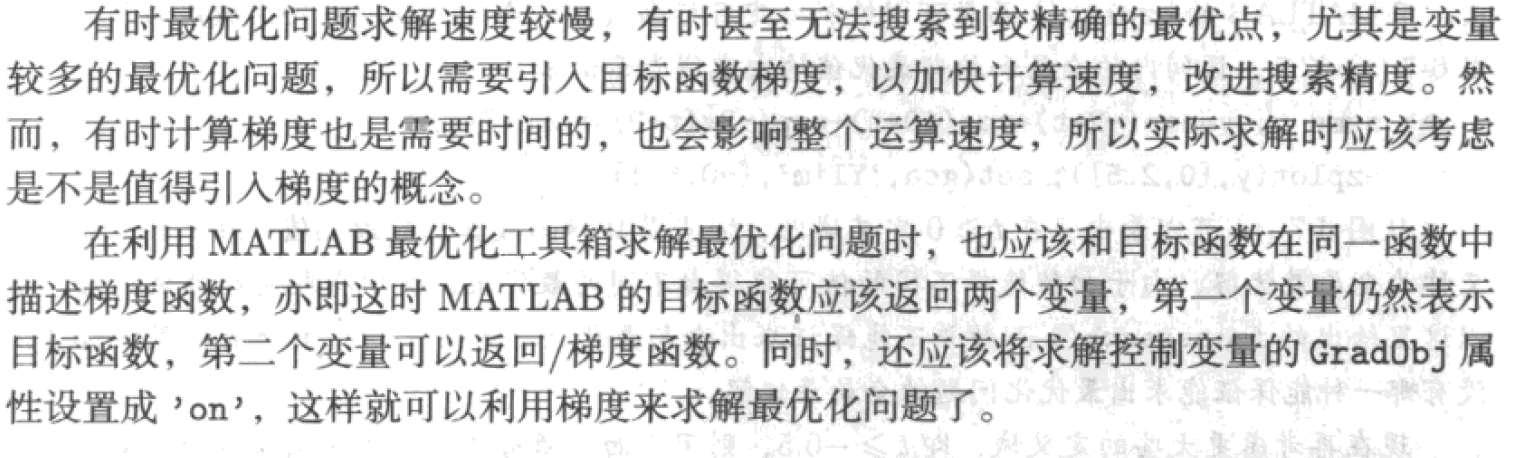 有时最优化问题求解速度较慢，有时甚至无法搜索到较精确的最优点，尤其是变量
较多的最优化问题，所以需要引入目标函数梯度，以加快计算速度，改进搜索精度。然
而，有时计算梯度也是需要时间的，也会影响整个运算速度，所以实际求解时应该考虑
是不是值得引入梯度的概念。
在利用 MATLAB 最优化工具箱求解最优化问题时，也应该和目标函数在同一函数中
描述梯度函数，亦即这时 MATLAB 的目标函数应该返回两个变量，第一个变量仍然表示
目标函数，第二个变量可以返回/梯度函数。同时，还应该将求解控制变量的 GradObj 属
性设置成 'on'，这样就可以利用梯度来求解最优化问题了。